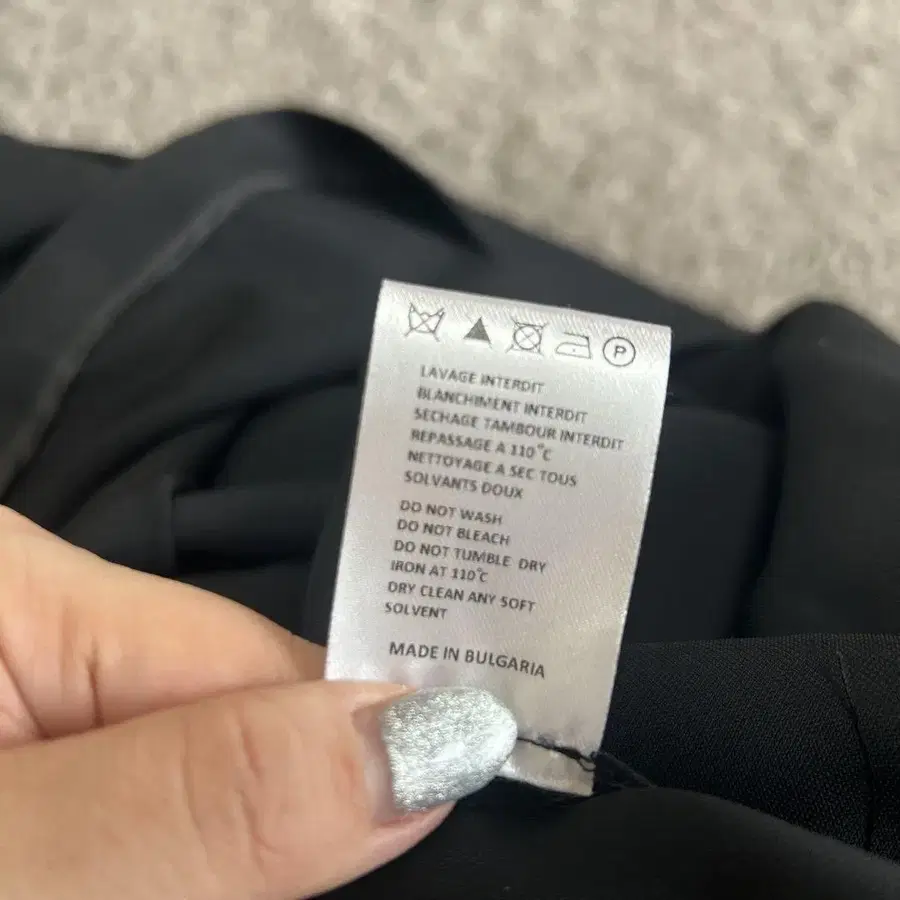 P
LAVAGE INTERDIT
BLANCHIMENT INTERDIT
SECHAGE TAMBOUR INTERDIT
REPASSAGE A 110°C
NETTOYAGE A SEC TOUS
SOLVANTS DOUX
DO NOT WASH
DO NOT BLEACH
DO NOT TUMBLE DRY
IRON AT 110°C
DRY CLEAN ANY SOFT
SOLVENT
MADE IN BULGARIA